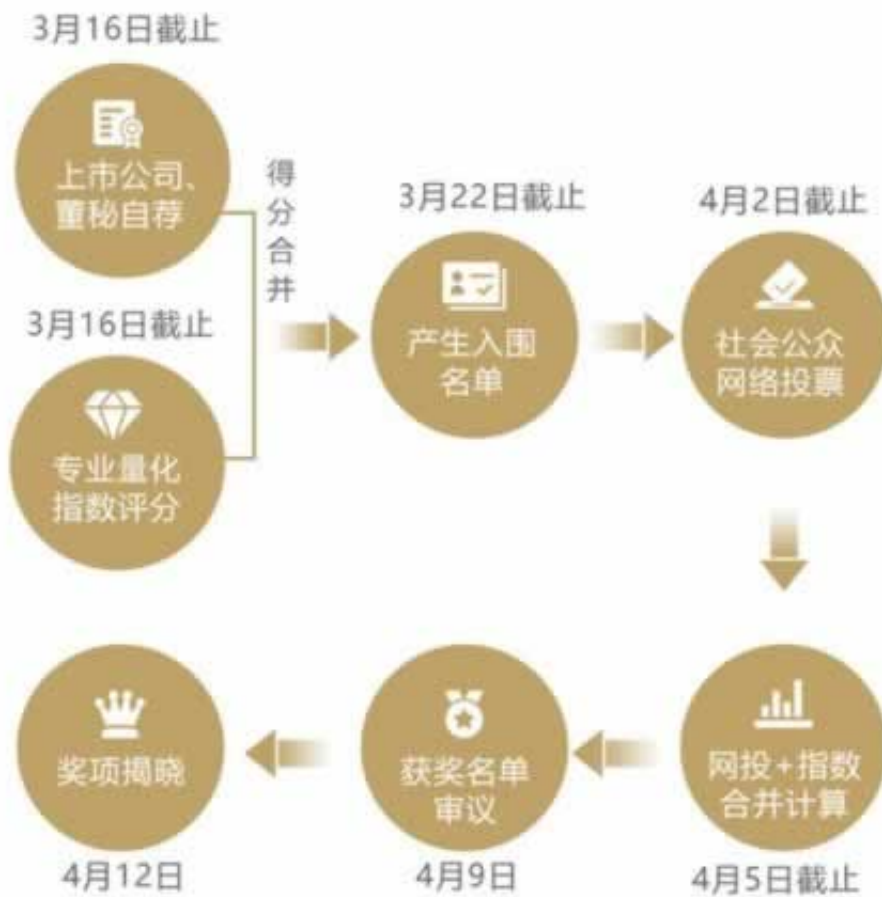 3月16日截止
上市公司、
董秘自荐
得分合并
3月16日截止
专业量化
指数评分
3月22日截止
产生入围
名单
4月2日截止
社会公众
网络投票
网投+指数
合并计算
4月5日截止
获奖名单
审议
4月9日
奖项揭晓
4月12日